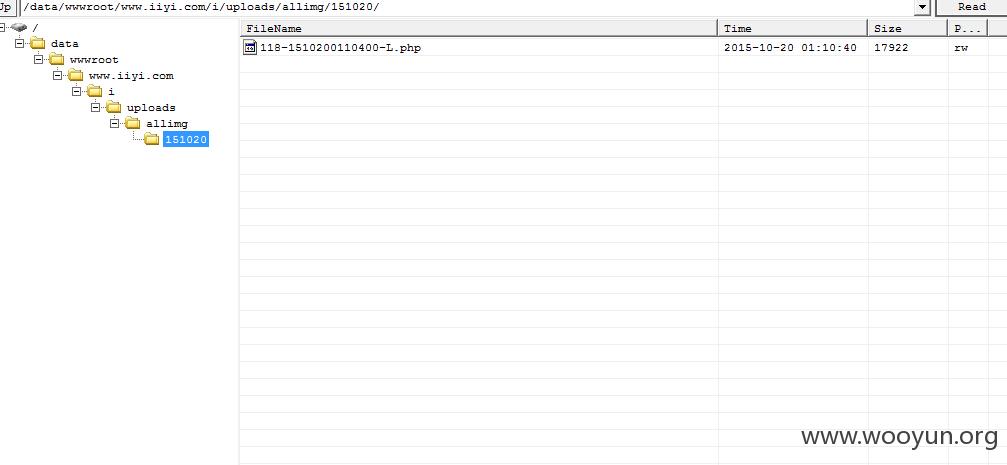 Up /data/wwwroot/www.iiyi.com/i/uploads/allimg/151020/ Read
FileName Time Size P...
118-1510200110400-L.php 2015-10-20 01:10:40 17922 rw
/
data
wwwroot
www.iiyi.com
i
uploads
allimg
151020
www.wooyun.org